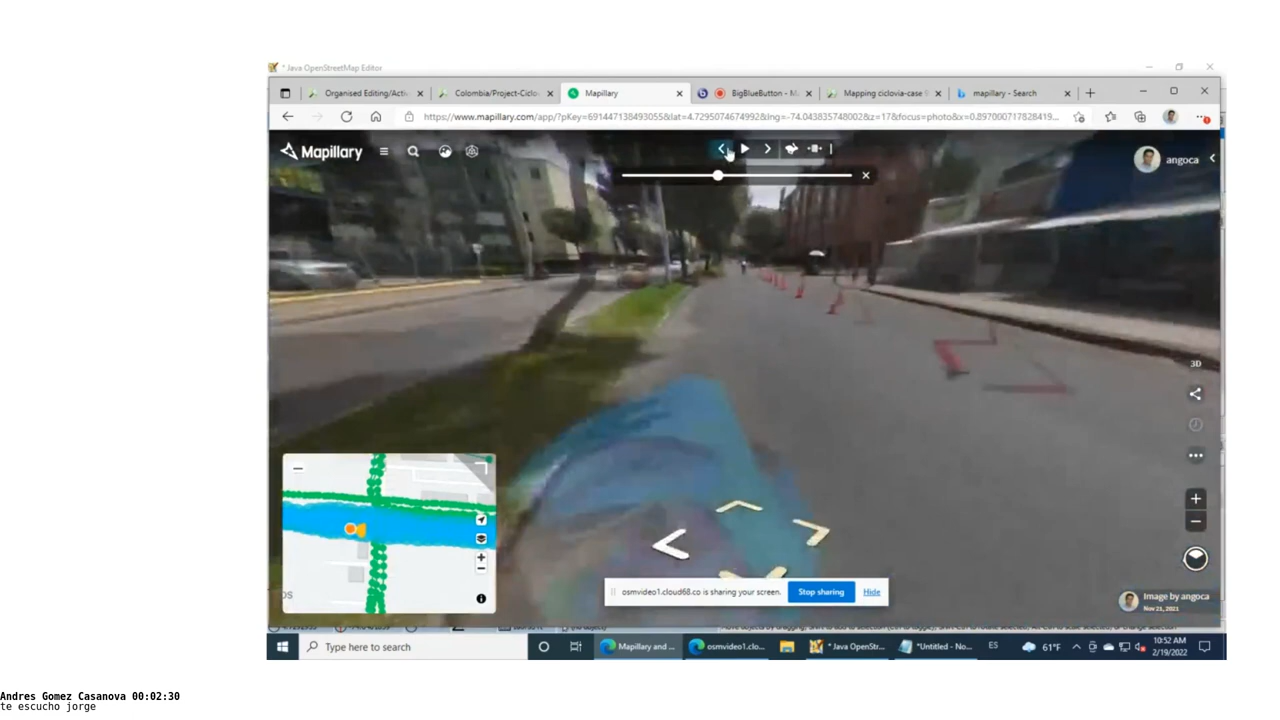 * Java OpenStreetMap Editor
Organised Editing/Activ
Colombia/Project-Ciclo
Mapillary
BigBlueButton - M
Mapping ciclovia-case
mapillary - Search
https://www.mapillary.com/app/?pKey=691447138493055&lat=4.7295074674992&lng=-74.043835748002&z=17&focus=photo&x=0.897000717828419...
Mapillary
angoca
3D
osmvideo1.cloud68.co is sharing your screen.
Stop sharing
Hide
Image by angoca
Nov 21, 2021
Type here to search
Mapillary and ...
osmvideo1.clo...
* Java OpenStr...
*Untitled - No...
ES
61°F
10:52 AM
2/19/2022
Andres Gomez Casanova 00:02:30
te escucho jorge